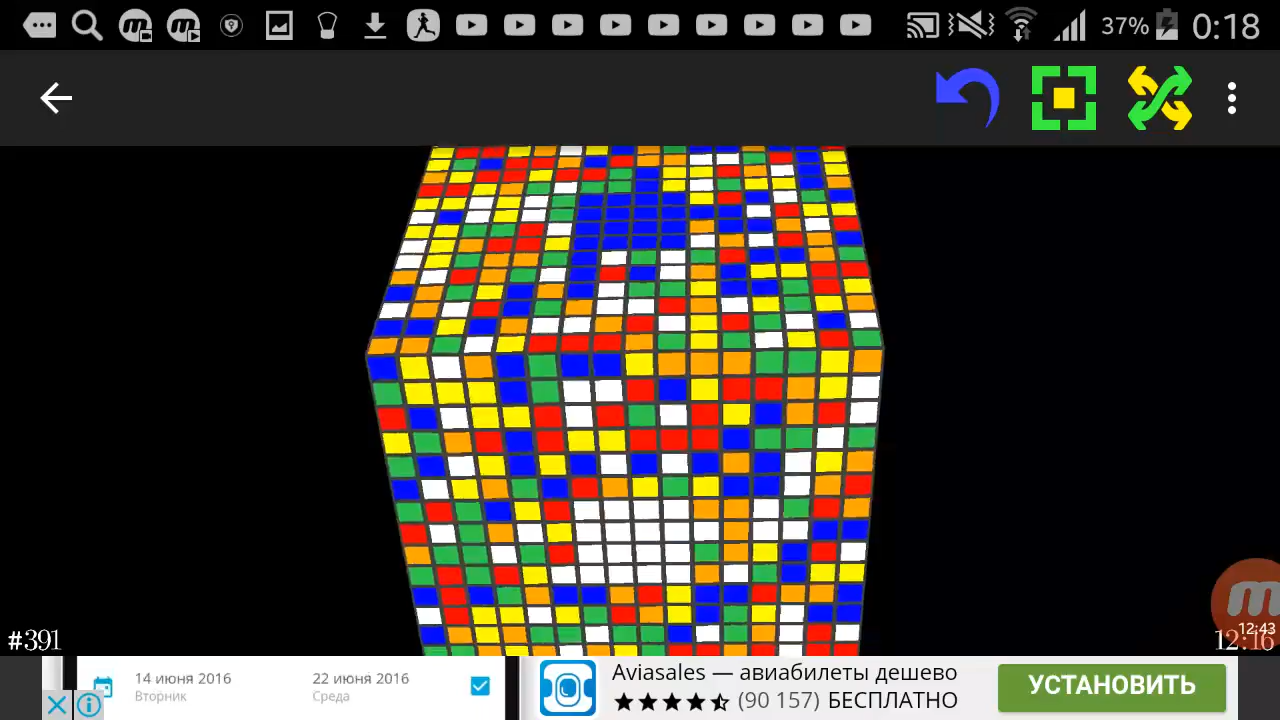 37% 0:18
#391
12:43
12:16
14 июня 2016
Вторник
22 июня 2016
Среда
Aviasales — авиабилеты дешево
(90 157) БЕСПЛАТНО
УСТАНОВИТЬ